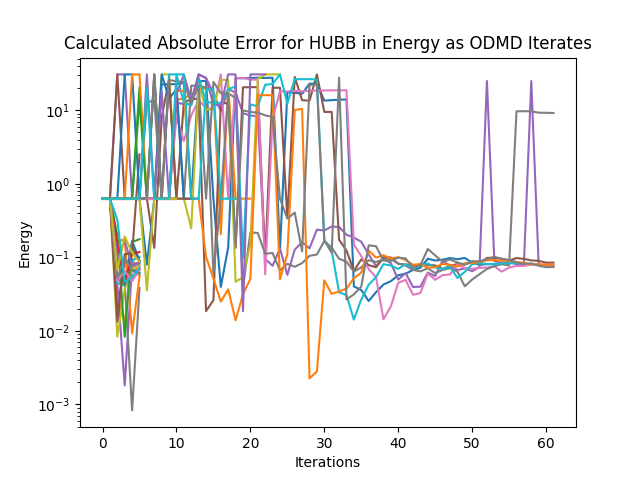 Calculated Absolute Error for HUBB in Energy as ODMD Iterates
10¹
10⁰
10⁻¹
10⁻²
10⁻³
Energy
0 10 20 30 40 50 60
Iterations